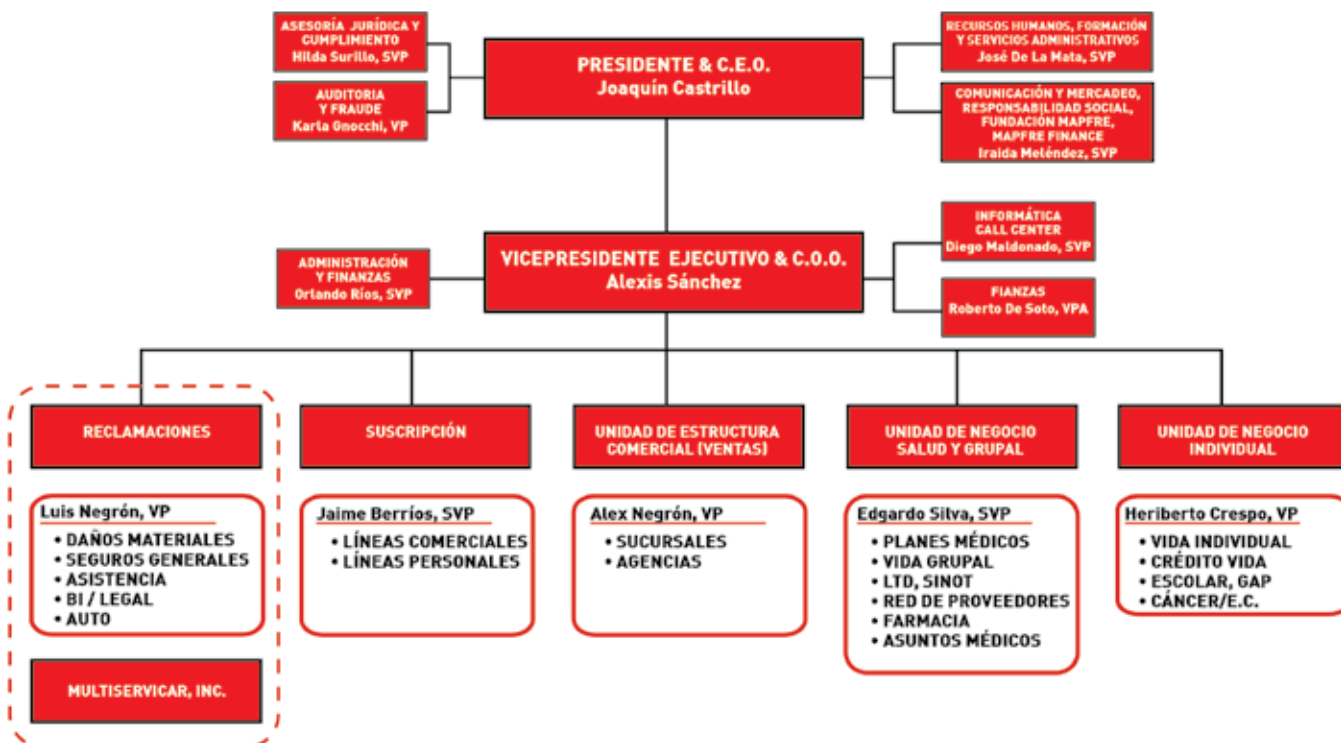 ASESORÍA JURÍDICA Y
CUMPLIMIENTO
Hilda Surillo, SVP
AUDITORIA
Y FRAUDE
Karla Gnocchi, VP
PRESIDENTE & C.E.O.
Joaquín Castrillo
RECURSOS HUMANOS, FORMACIÓN
Y SERVICIOS ADMINISTRATIVOS
José De La Mata, SVP
COMUNICACIÓN Y MERCADEO,
RESPONSABILIDAD SOCIAL,
FUNDACIÓN MAPFRE,
MAPFRE FINANCE
Iraida Meléndez, SVP
ADMINISTRACIÓN
Y FINANZAS
Orlando Ríos, SVP
VICEPRESIDENTE EJECUTIVO & C.O.O.
Alexis Sánchez
INFORMÁTICA
CALL CENTER
Diego Maldonado, SVP
FIANZAS
Roberto De Soto, VPA
RECLAMACIONES
Luis Negrón, VP
• DAÑOS MATERIALES
• SEGUROS GENERALES
• ASISTENCIA
• BI / LEGAL
• AUTO
MULTISERVICAR, INC.
SUSCRIPCIÓN
Jaime Berríos, SVP
• LÍNEAS COMERCIALES
• LÍNEAS PERSONALES
UNIDAD DE ESTRUCTURA
COMERCIAL (VENTAS)
Alex Negrón, VP
• SUCURSALES
• AGENCIAS
UNIDAD DE NEGOCIO
SALUD Y GRUPAL
Edgardo Silva, SVP
• PLANES MÉDICOS
• VIDA GRUPAL
• LTD, SINOT
• RED DE PROVEEDORES
• FARMACIA
• ASUNTOS MÉDICOS
UNIDAD DE NEGOCIO
INDIVIDUAL
Heriberto Crespo, VP
• VIDA INDIVIDUAL
• CRÉDITO VIDA
• ESCOLAR, GAP
• CÁNCER/E.C.